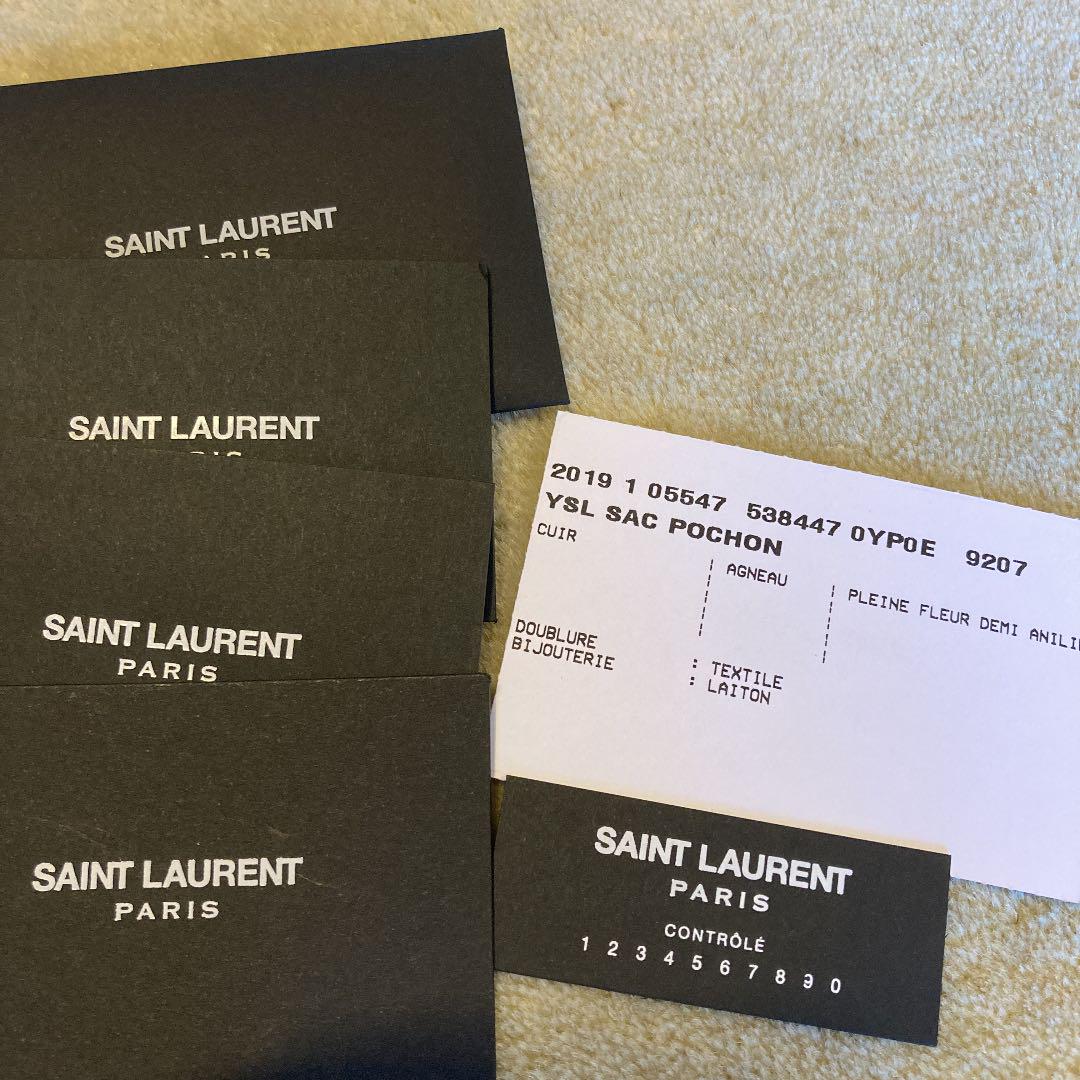 SAINT LAURENT
PARIS
SAINT LAURENT
PARIS
SAINT LAURENT
PARIS
SAINT LAURENT
PARIS
2019 1 05547 538447 0YP0E 9207
YSL SAC POCHON
CUIR AGNEAU PLEINE FLEUR DEMI
DOUBLURE : TEXTILE
BIJOUTERIE : LAITON
SAINT LAURENT
PARIS
CONTRÔLÉ
1 2 3 4 5 6 7 8 9 0